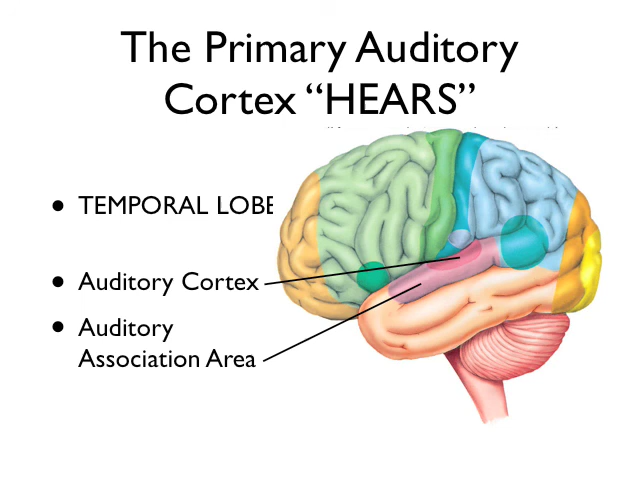 The Primary Auditory
Cortex “HEARS”
• TEMPORAL LOBE
• Auditory Cortex
• Auditory
Association Area